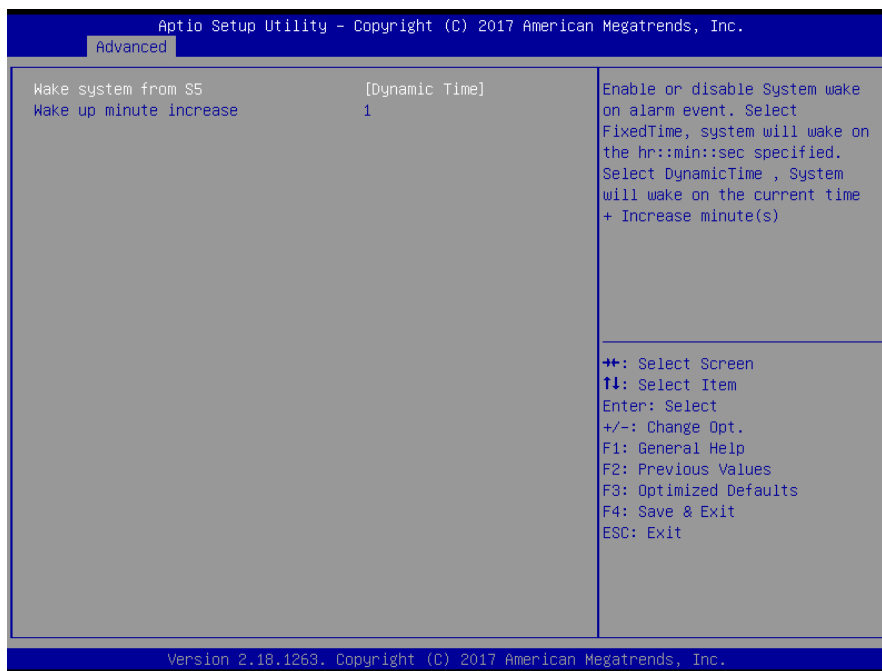 Aptio Setup Utility – Copyright (C) 2017 American Megatrends, Inc.
Advanced
Wake system from S5 [Dynamic Time]
Wake up minute increase 1
Enable or disable System wake
on alarm event. Select
FixedTime, system will wake on
the hr::min::sec specified.
Select DynamicTime , System
will wake on the current time
+ Increase minute(s)
→←: Select Screen
↑↓: Select Item
Enter: Select
+/-: Change Opt.
F1: General Help
F2: Previous Values
F3: Optimized Defaults
F4: Save & Exit
ESC: Exit
Version 2.18.1263. Copyright (C) 2017 American Megatrends, Inc.